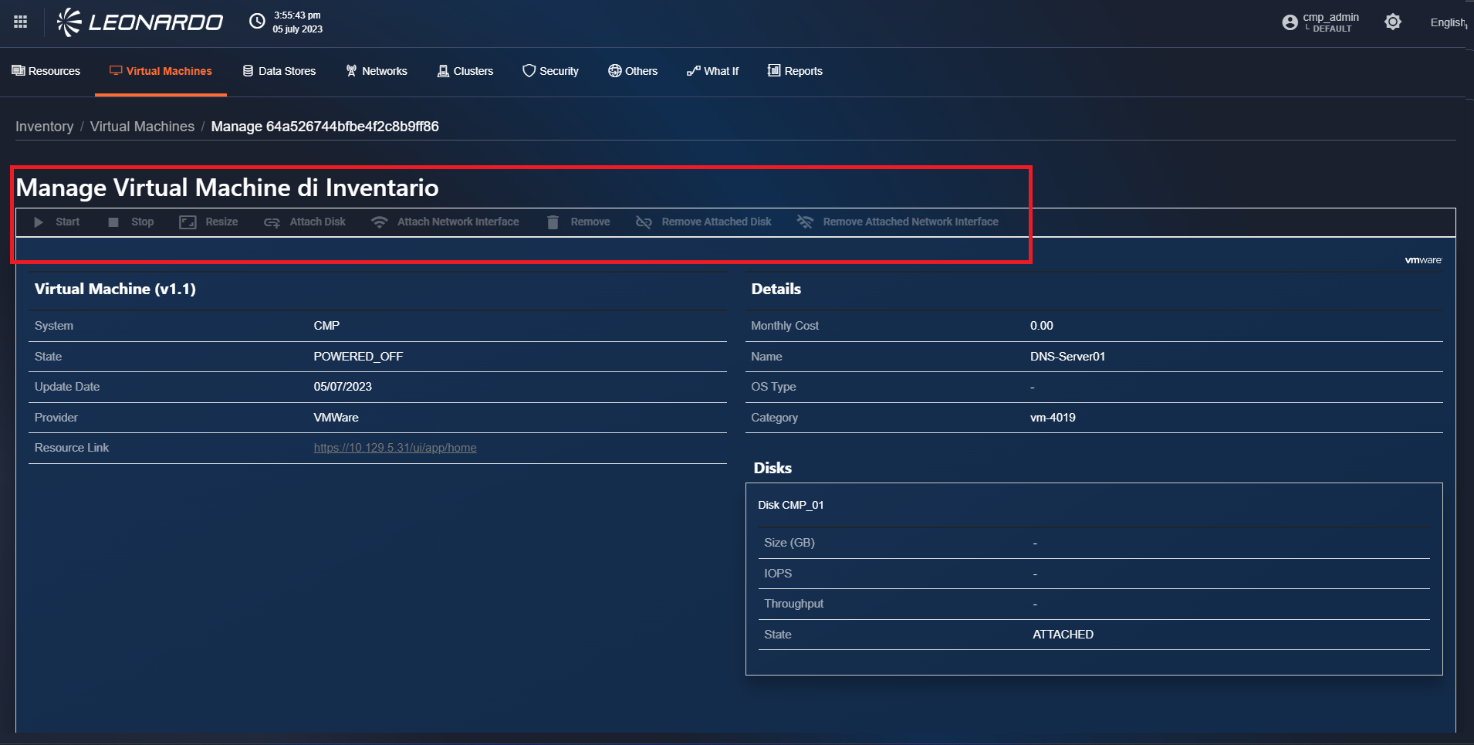 LEONARDO
3:55:43 pm
05 july 2023
cmp_admin
DEFAULT
English
Resources
Virtual Machines
Data Stores
Networks
Clusters
Security
Others
What If
Reports
Inventory / Virtual Machines / Manage 64a526744bfbe4f2c8b9ff86
Manage Virtual Machine di Inventario
Start
Stop
Resize
Attach Disk
Attach Network Interface
Remove
Remove Attached Disk
Remove Attached Network Interface
vmware
Virtual Machine (v1.1)
System CMP
State POWERED_OFF
Update Date 05/07/2023
Provider VMWare
Resource Link https://10.129.5.31/ui/app/home
Details
Monthly Cost 0.00
Name DNS-Server01
OS Type -
Category vm-4019
Disks
Disk CMP_01
Size (GB) -
IOPS -
Throughput -
State ATTACHED